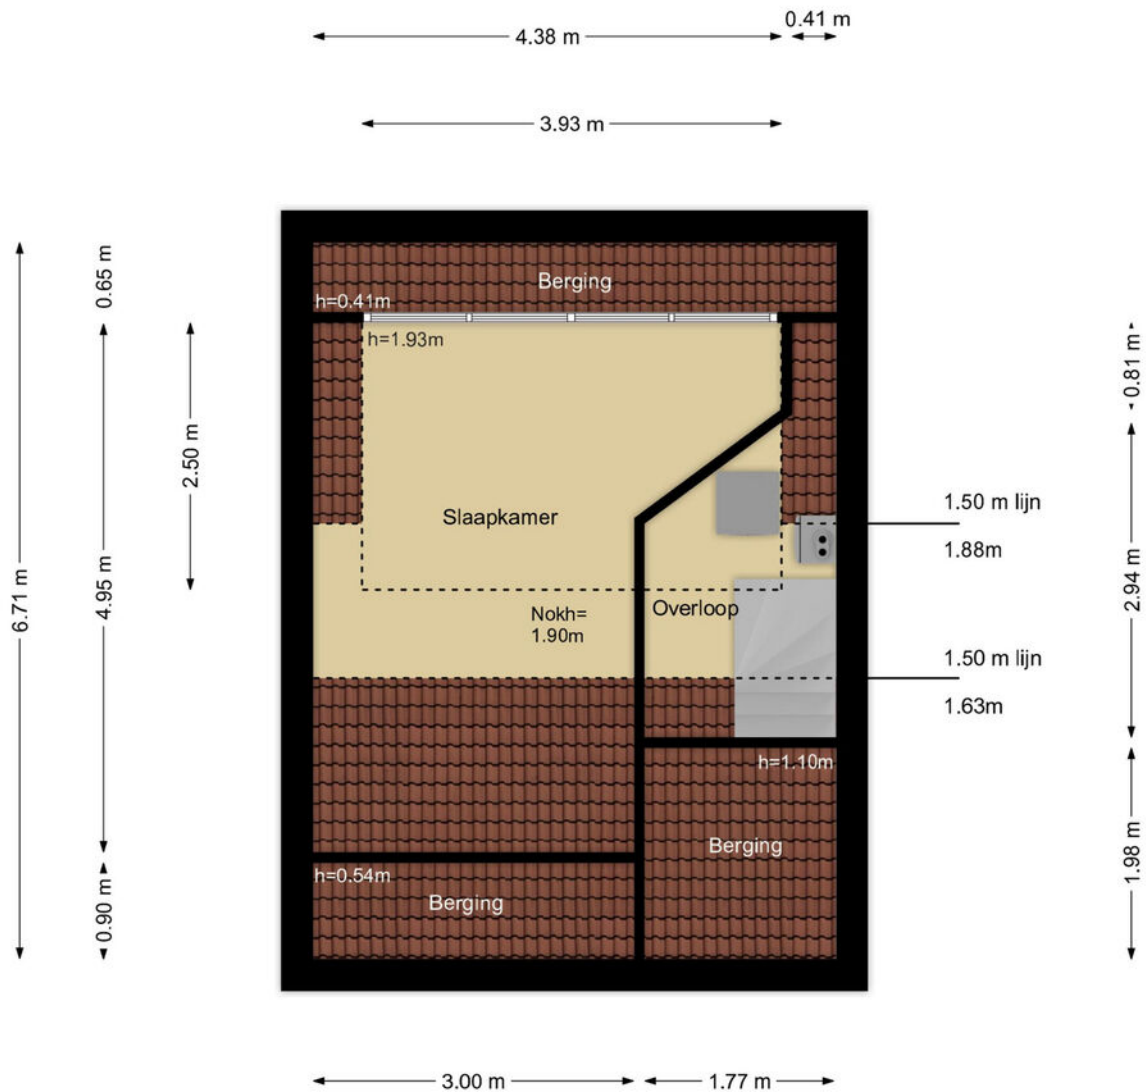 0.41 m
4.38 m
3.93 m
0.65 m
Berging
h=0.41m
h=1.93m
0.81 m
2.50 m
Slaapkamer
1.50 m lijn
1.88m
6.71 m
4.95 m
2.94 m
Nokh=
1.90m
Overloop
1.50 m lijn
1.63m
h=1.10m
Berging
h=0.54m
Berging
0.90 m
1.98 m
3.00 m
1.77 m